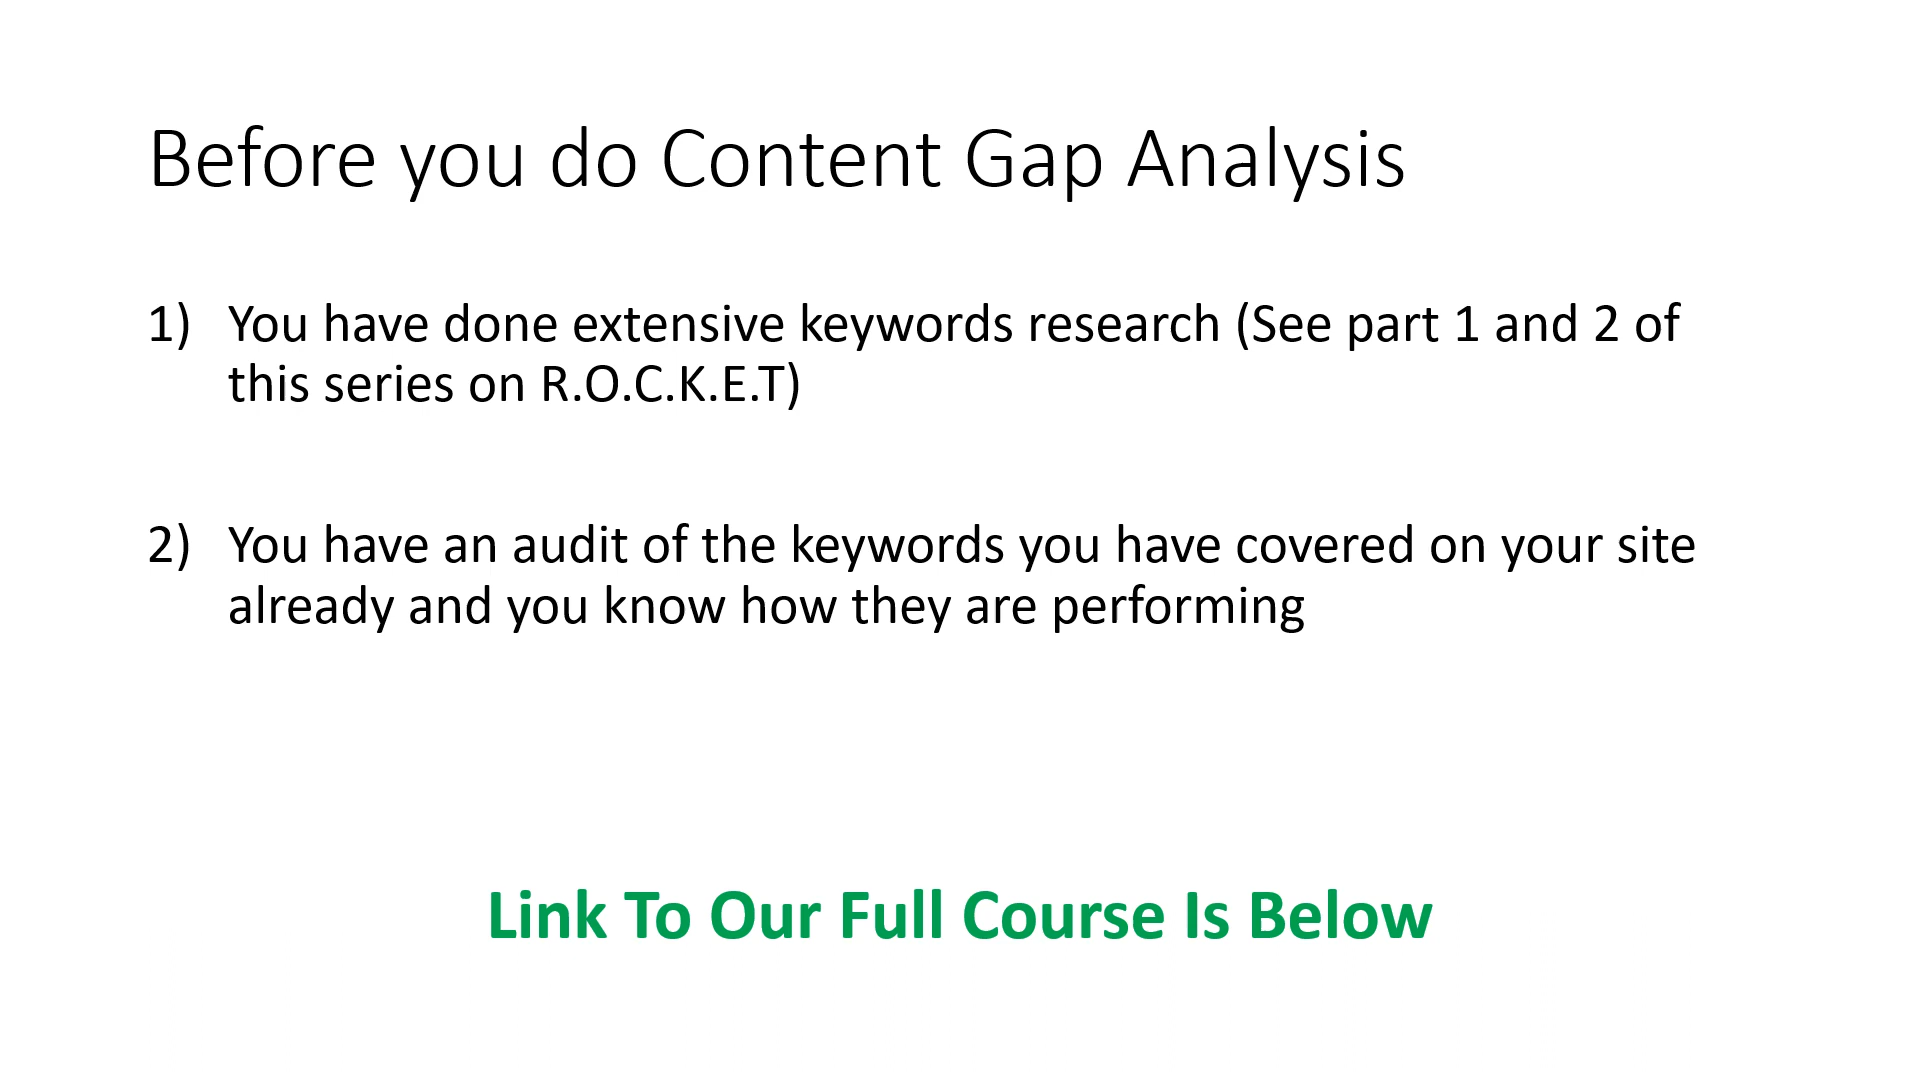 Before you do Content Gap Analysis
1) You have done extensive keywords research (See part 1 and 2 of
this series on R.O.C.K.E.T)
2) You have an audit of the keywords you have covered on your site
already and you know how they are performing
Link To Our Full Course Is Below